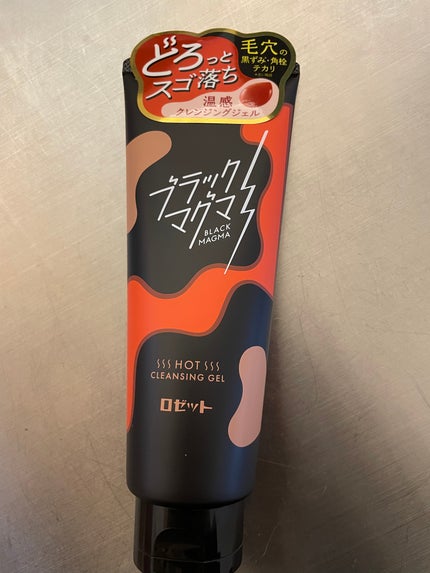 どろっと
スゴ落ち
毛穴の
黒ずみ・角栓
テカリ
温感
クレンジングジェル
ブラック
マグマ
BLACK
MAGMA
HOT
CLEANSING GEL
ロゼット